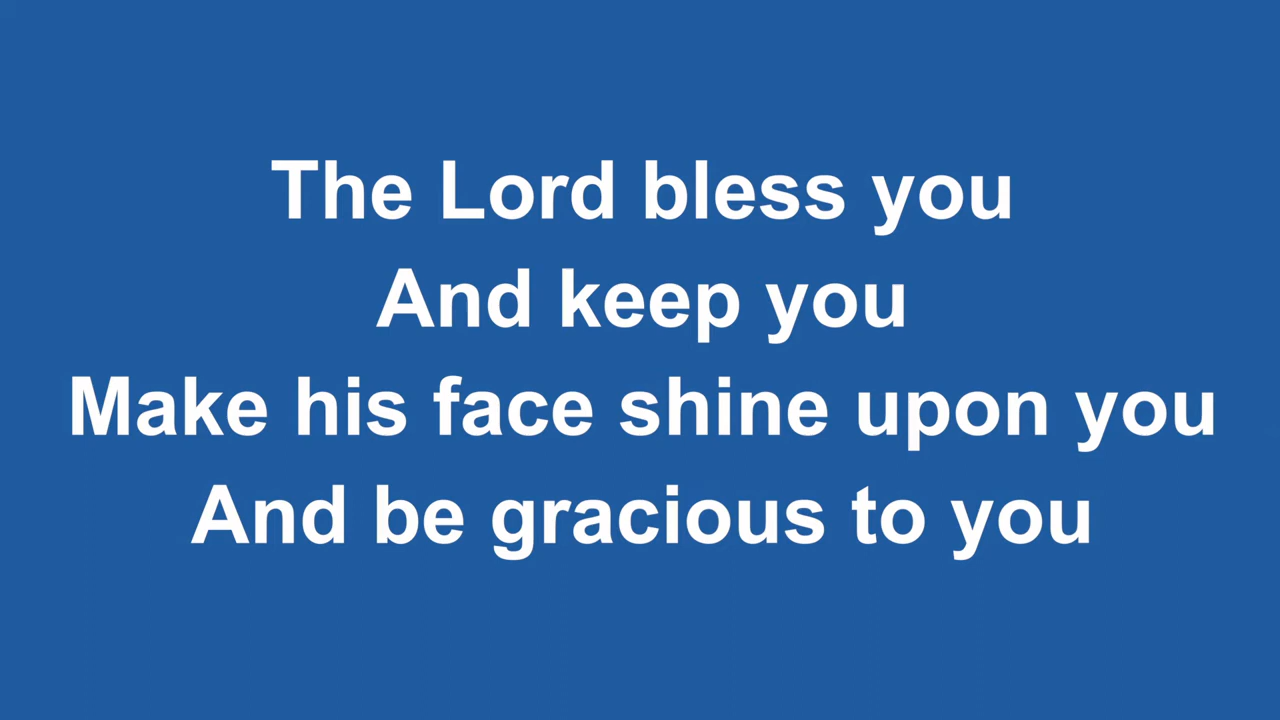 The Lord bless you
And keep you
Make his face shine upon you
And be gracious to you